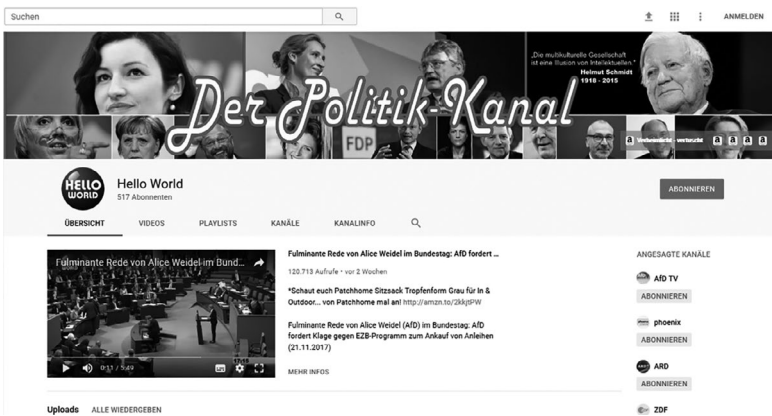 Suchen
ANMELDEN
„Die multikulturelle Gesellschaft
ist eine Illusion von Intellektuellen."
Helmut Schmidt
1918 - 2015
Der Politik-Kanal
FDP
Verheimlicht - vertuscht
HELLO
WORLD
Hello World
517 Abonnenten
ABONNIEREN
ÜBERSICHT VIDEOS PLAYLISTS KANÄLE KANALINFO
Fulminante Rede von Alice Weidel im Bund...
0:11 / 5:49
Fulminante Rede von Alice Weidel im Bundestag: AfD fordert ...
120.713 Aufrufe • vor 2 Wochen
*Schaut euch Patchhome Sitzsack Tropfenform Grau für In &
Outdoor... von Patchhome mal an! http://amzn.to/2kkjtPW
Fulminante Rede von Alice Weidel (AfD) im Bundestag: AfD
fordert Klage gegen EZB-Programm zum Ankauf von Anleihen
(21.11.2017)
MEHR INFOS
ANGESAGTE KANÄLE
AfD TV
ABONNIEREN
phoenix
ABONNIEREN
ARD
ABONNIEREN
ZDF
Uploads ALLE WIEDERGEBEN